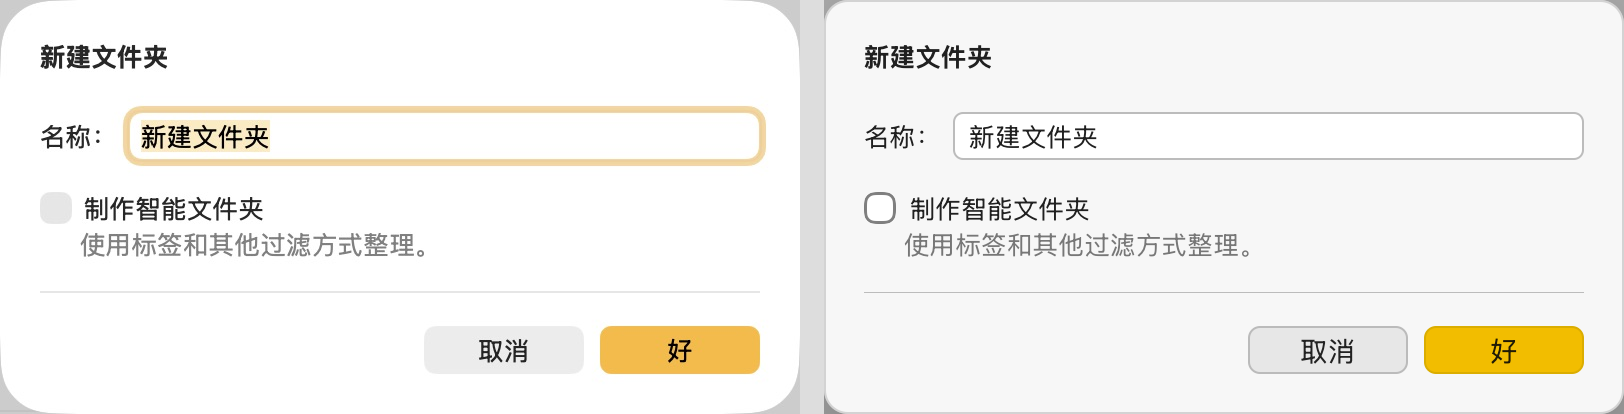 新建文件夹
名称：
新建文件夹
制作智能文件夹
使用标签和其他过滤方式整理。
取消
好
新建文件夹
名称：
新建文件夹
制作智能文件夹
使用标签和其他过滤方式整理。
取消
好